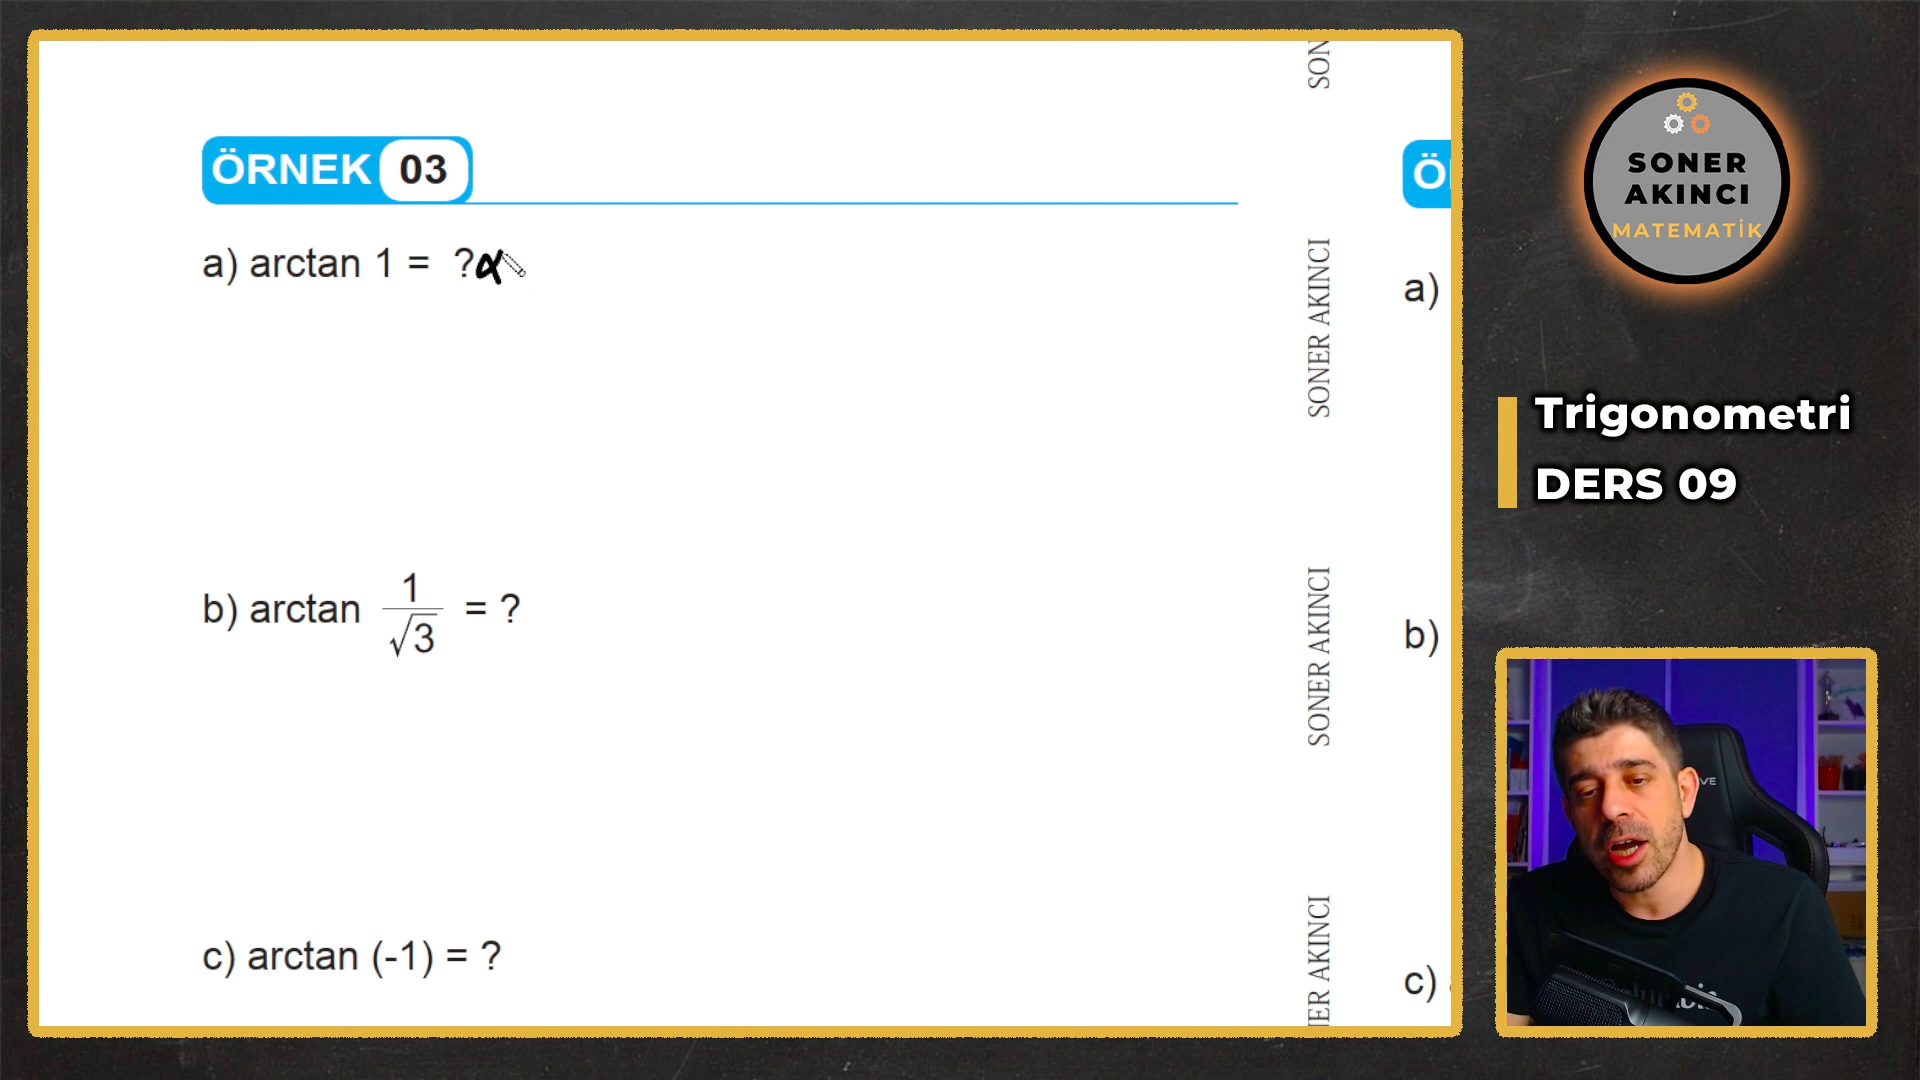 SON
ÖRNEK 03
a) arctan 1 = ?α
b) arctan 1/√3 = ?
c) arctan (-1) = ?
SONER AKINCI
SONER AKINCI
NER AKINCI
Ö
a)
b)
c)
SONER
AKINCI
MATEMATİK
Trigonometri
DERS 09